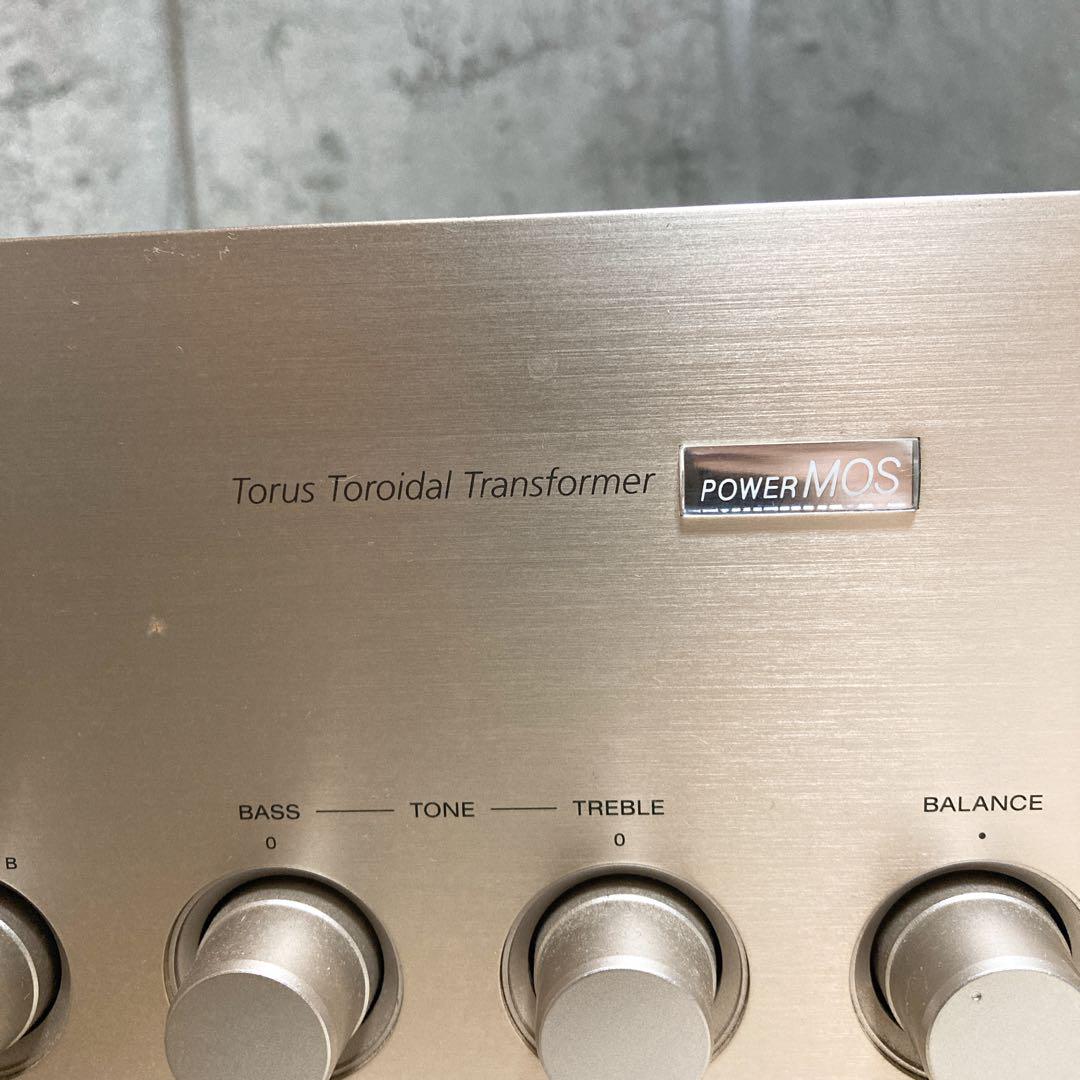 Torus Toroidal Transformer POWER MOS
BASS TONE TREBLE BALANCE
0 0
B